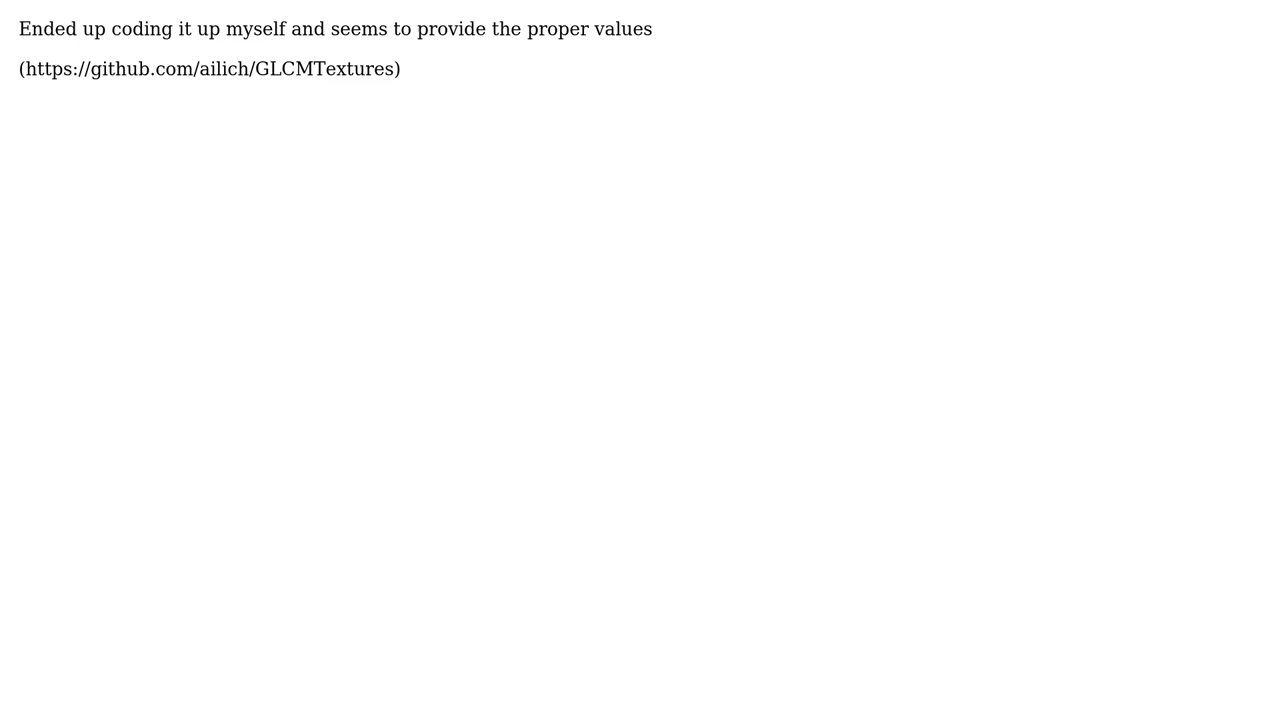 Ended up coding it up myself and seems to provide the proper values
(https://github.com/ailich/GLCMTextures)